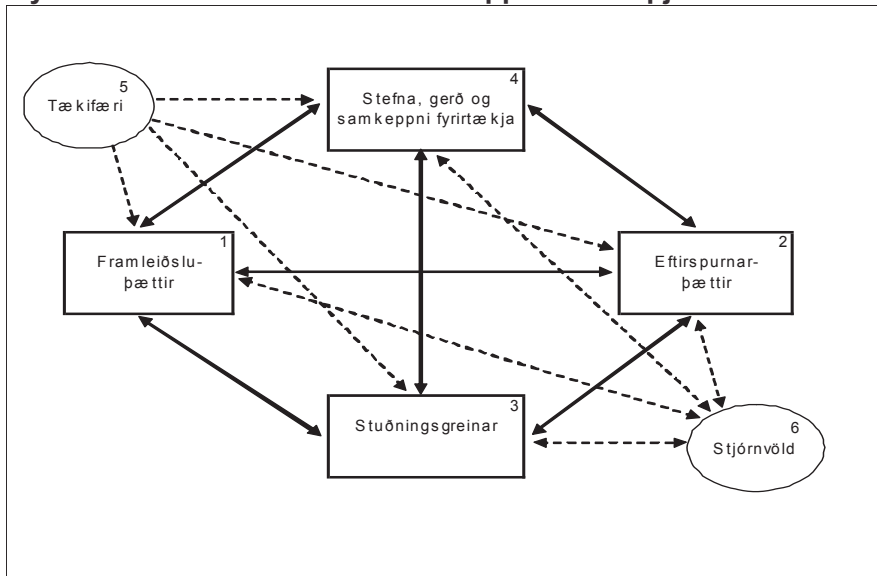 5
Tækifæri
4
Stefna, gerð og
samkeppni fyrirtækja
1
Framleiðslu-
þættir
2
Eftirspurnar-
þættir
3
Stuðningsgreinar
6
Stjórnvöld